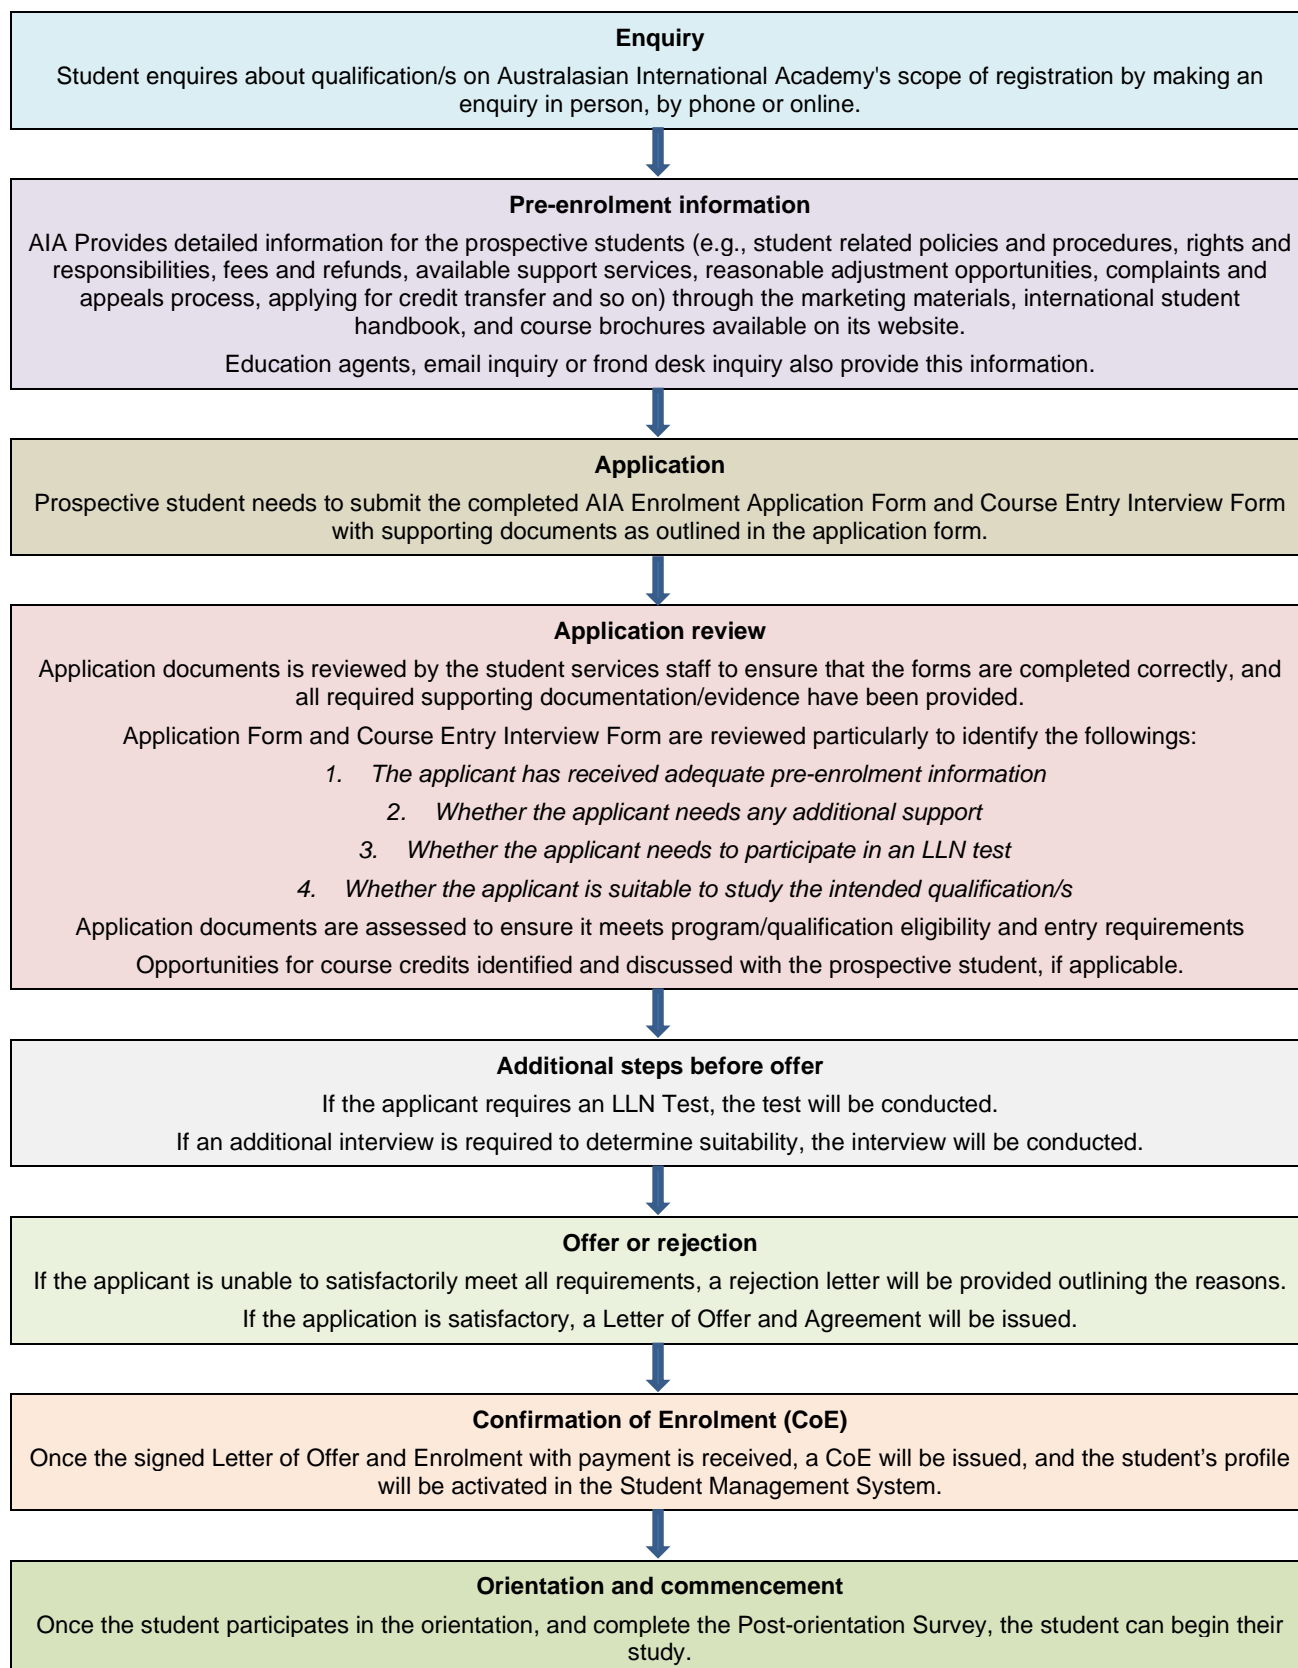 Enquiry
Student enquires about qualification/s on Australasian International Academy's scope of registration by making an
enquiry in person, by phone or online.
Pre-enrolment information
AIA Provides detailed information for the prospective students (e.g., student related policies and procedures, rights and
responsibilities, fees and refunds, available support services, reasonable adjustment opportunities, complaints and
appeals process, applying for credit transfer and so on) through the marketing materials, international student
handbook, and course brochures available on its website.
Education agents, email inquiry or frond desk inquiry also provide this information.
Application
Prospective student needs to submit the completed AIA Enrolment Application Form and Course Entry Interview Form
with supporting documents as outlined in the application form.
Application review
Application documents is reviewed by the student services staff to ensure that the forms are completed correctly, and
all required supporting documentation/evidence have been provided.
Application Form and Course Entry Interview Form are reviewed particularly to identify the followings:
1. The applicant has received adequate pre-enrolment information
2. Whether the applicant needs any additional support
3. Whether the applicant needs to participate in an LLN test
4. Whether the applicant is suitable to study the intended qualification/s
Application documents are assessed to ensure it meets program/qualification eligibility and entry requirements
Opportunities for course credits identified and discussed with the prospective student, if applicable.
Additional steps before offer
If the applicant requires an LLN Test, the test will be conducted.
If an additional interview is required to determine suitability, the interview will be conducted.
Offer or rejection
If the applicant is unable to satisfactorily meet all requirements, a rejection letter will be provided outlining the reasons.
If the application is satisfactory, a Letter of Offer and Agreement will be issued.
Confirmation of Enrolment (CoE)
Once the signed Letter of Offer and Enrolment with payment is received, a CoE will be issued, and the student’s profile
will be activated in the Student Management System.
Orientation and commencement
Once the student participates in the orientation, and complete the Post-orientation Survey, the student can begin their
study.